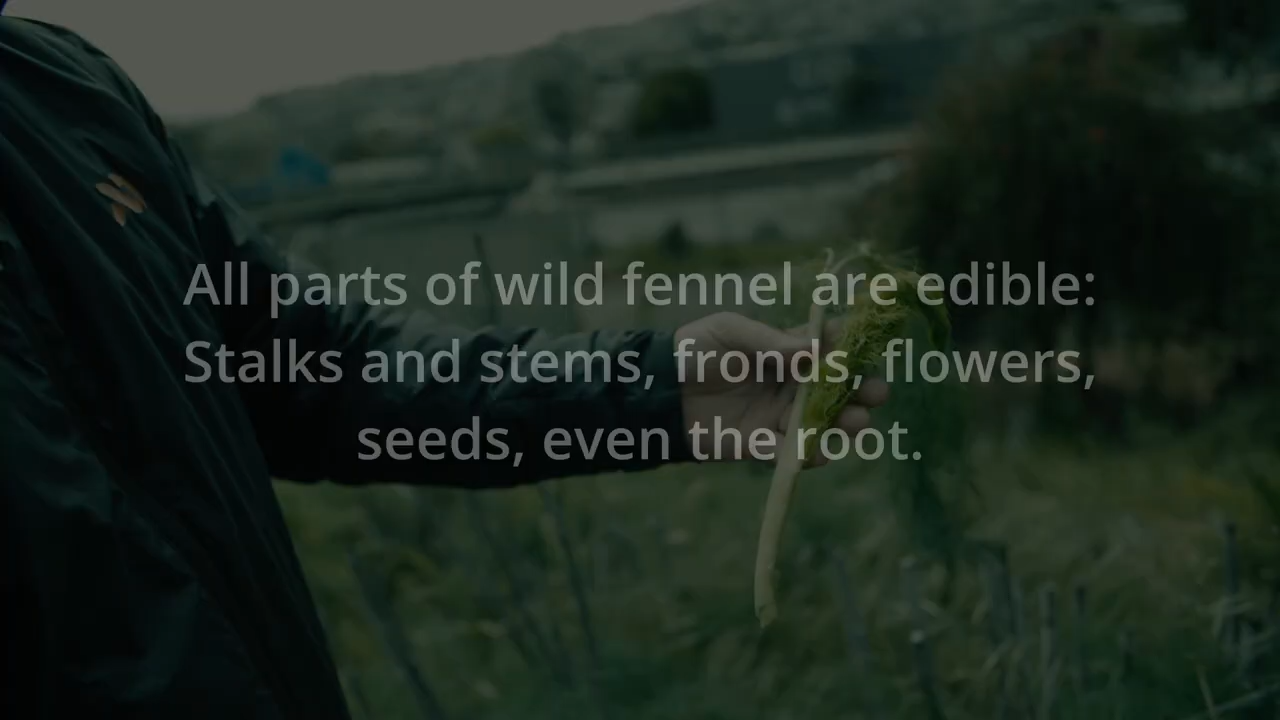 All parts of wild fennel are edible:
Stalks and stems, fronds, flowers,
seeds, even the root.